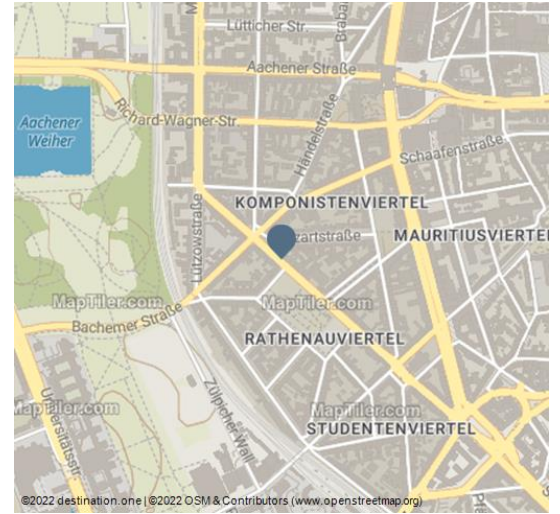 Lütticher Str.
Braba
M
Aachener Straße
Richard-Wagner-Str.
Aachener
Weiher
Händelstraße
Schaafenstraße
KOMPONISTENVIERTEL
zartstraße
MAURITIUSVIERTEL
Lützowstraße
MapTiler.com
MapTiler.com
Bachemer Straße
RATHENAUVIERTEL
Zülpicher Wall
MapTiler.com
MapTiler.com
Universitätsstr.
STUDENTENVIERTEL
©2022 destination.one | ©2022 OSM & Contributors (www.openstreetmap.org)